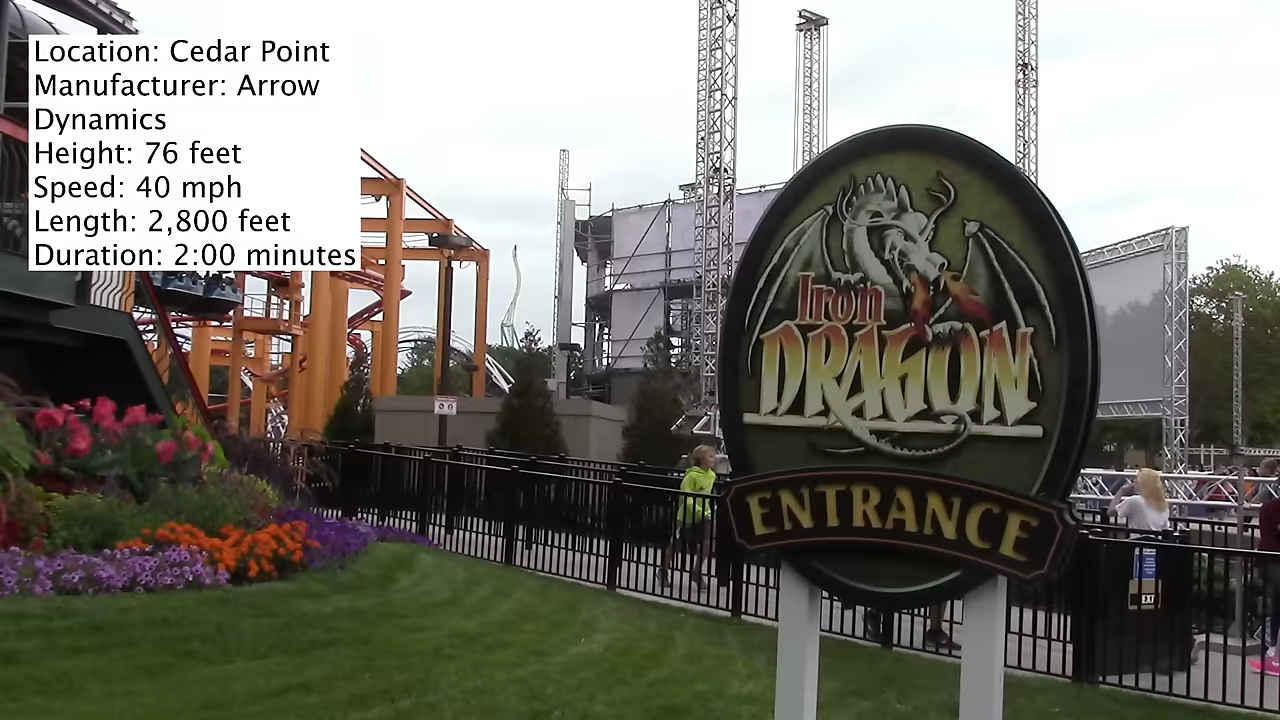 Location: Cedar Point
Manufacturer: Arrow
Dynamics
Height: 76 feet
Speed: 40 mph
Length: 2,800 feet
Duration: 2:00 minutes
Iron
DRAGON
ENTRANCE
EXI